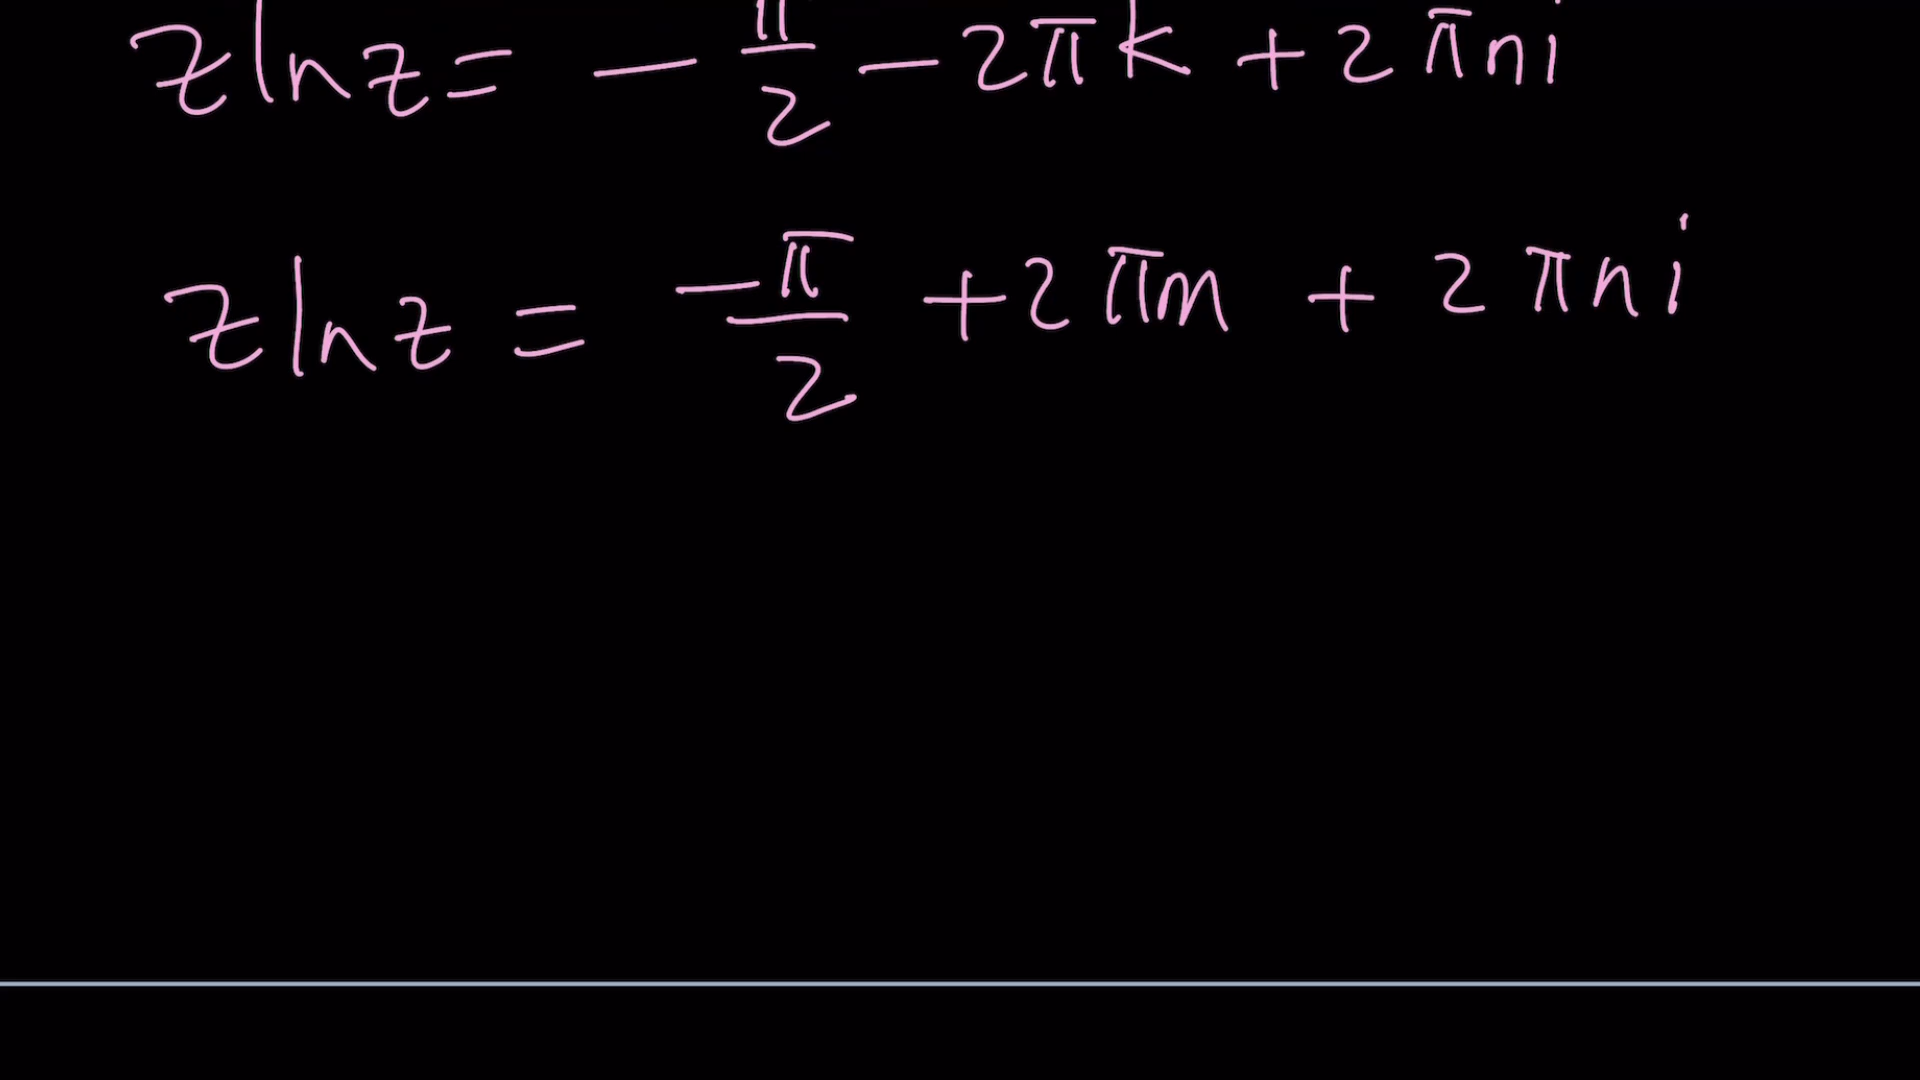 z ln z = - π/2 - 2πk + 2πni
z ln z = -π/2 + 2πm + 2πni